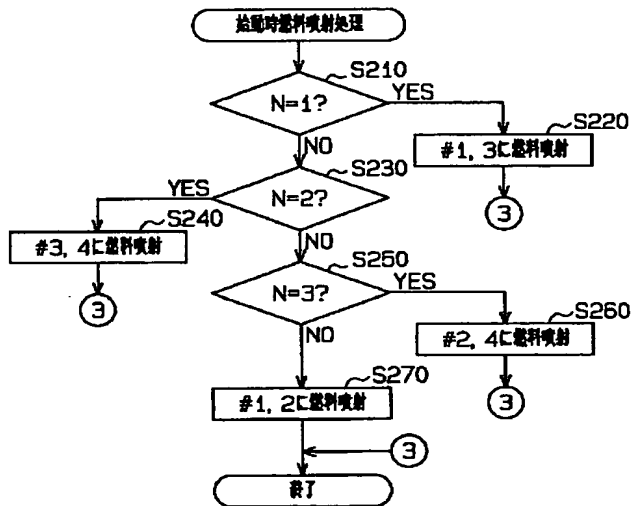 始動時燃料噴射処理
S210
N=1?
YES
S220
#1, 3に燃料噴射
NO
3
S230
N=2?
YES
S240
#3, 4に燃料噴射
NO
3
S250
N=3?
YES
S260
#2, 4に燃料噴射
NO
3
S270
#1, 2に燃料噴射
3
終了